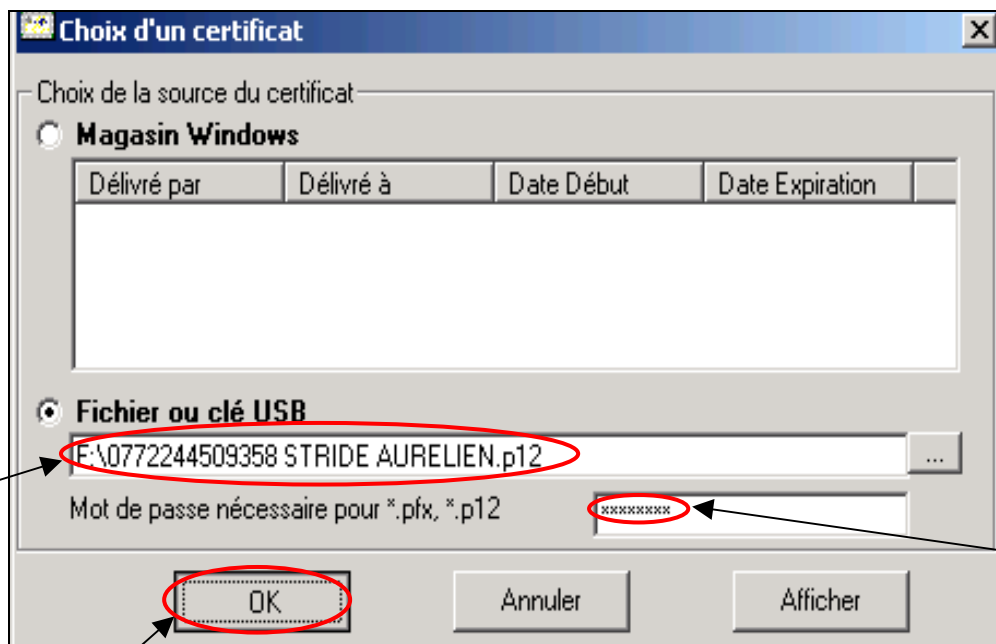 Choix d'un certificat
Choix de la source du certificat
Magasin Windows
Délivré par Délivré à Date Début Date Expiration
Fichier ou clé USB
E:\0772244509358 STRIDE AURELIEN.p12 ...
Mot de passe nécessaire pour *.pfx, *.p12 xxxxxxxx
OK Annuler Afficher